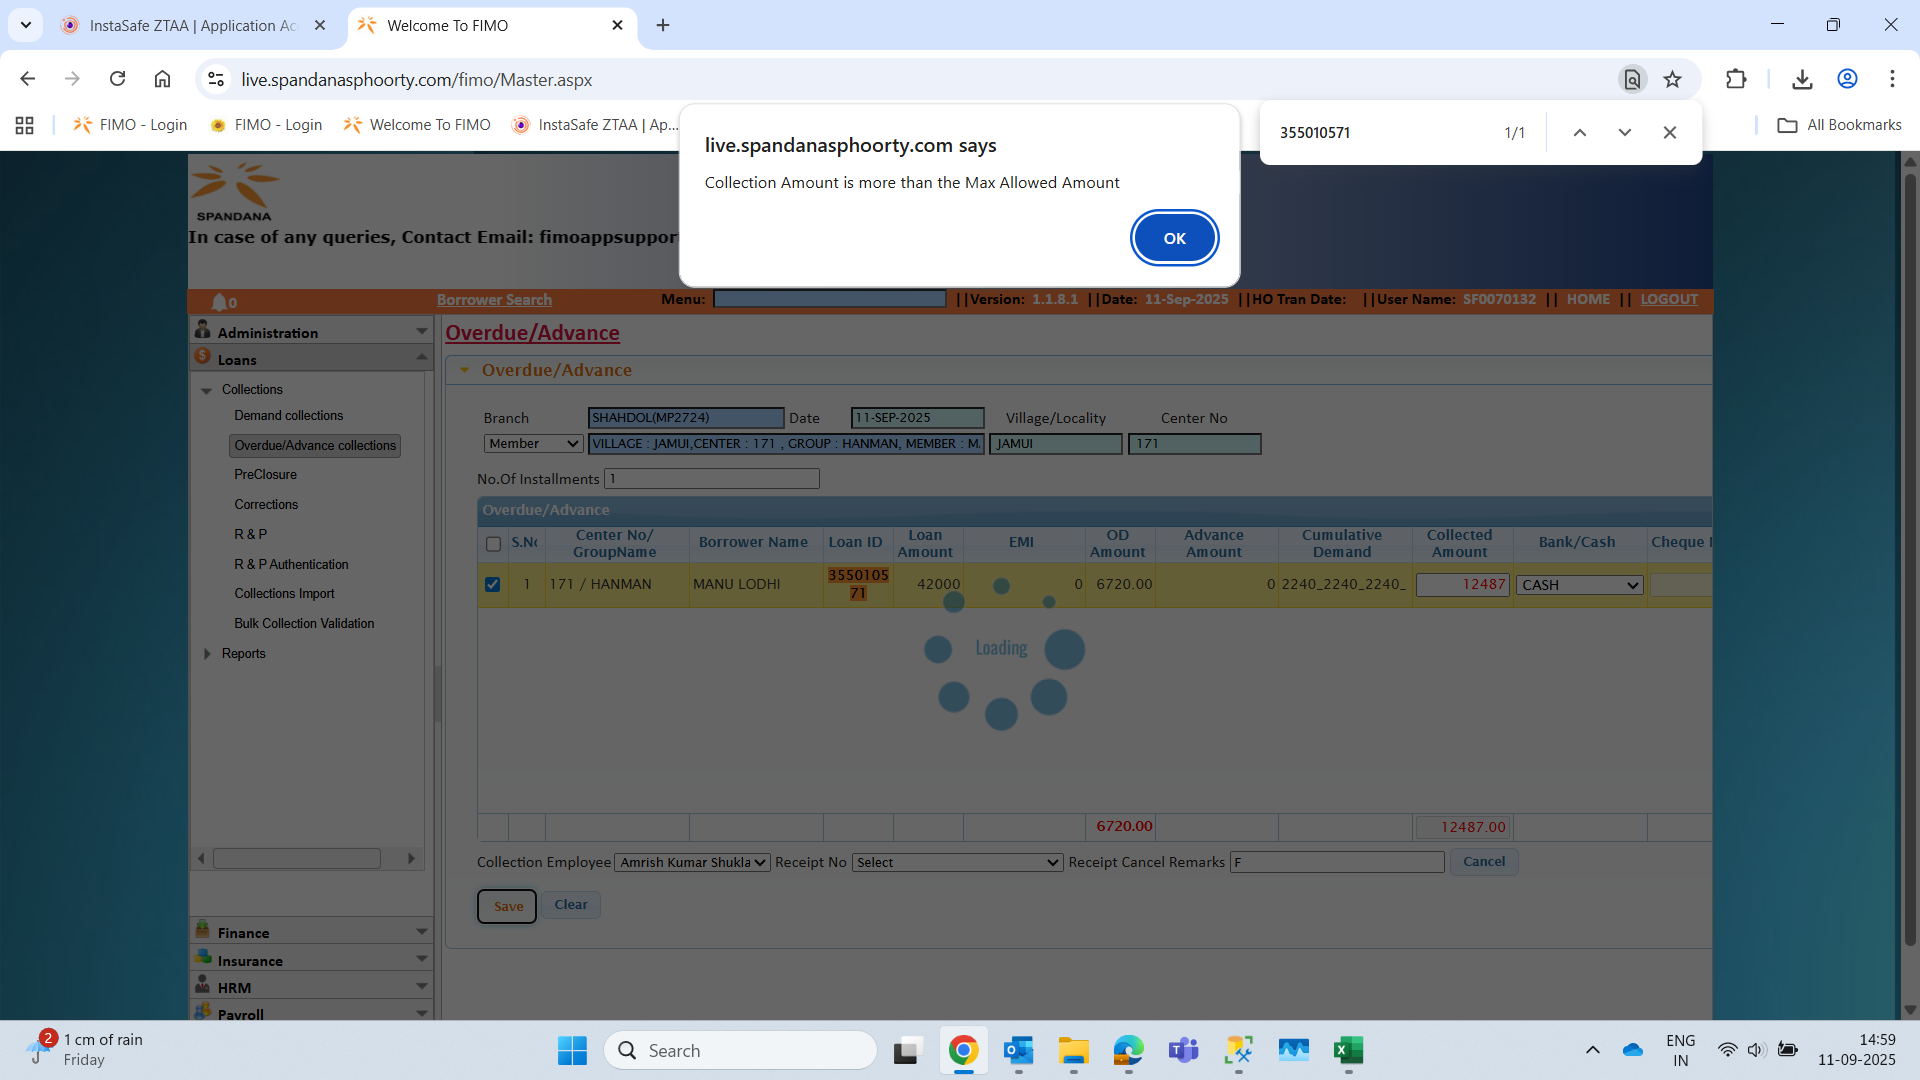 InstaSafe ZTAA | Application Ac
Welcome To FIMO
live.spandanasphoorty.com/fimo/Master.aspx
FIMO - Login
FIMO - Login
Welcome To FIMO
InstaSafe ZTAA | Ap...
All Bookmarks
355010571
1/1
live.spandanasphoorty.com says
Collection Amount is more than the Max Allowed Amount
OK
SPANDANA
In case of any queries, Contact Email: fimoappsuppor
0
Borrower Search
Menu:
||Version: 1.1.8.1 ||Date: 11-Sep-2025 ||HO Tran Date: ||User Name: SF0070132 || HOME || LOGOUT
Administration
Loans
Collections
Demand collections
Overdue/Advance collections
PreClosure
Corrections
R & P
R & P Authentication
Collections Import
Bulk Collection Validation
Reports
Finance
Insurance
HRM
Payroll
Overdue/Advance
Overdue/Advance
Branch SHAHDOL(MP2724) Date 11-SEP-2025 Village/Locality Center No
Member VILLAGE : JAMUI,CENTER : 171 , GROUP : HANMAN, MEMBER : M. JAMUI 171
No.Of Installments 1
Overdue/Advance
S.No Center No/ GroupName Borrower Name Loan ID Loan Amount EMI OD Amount Advance Amount Cumulative Demand Collected Amount Bank/Cash Cheque
1 171 / HANMAN MANU LODHI 355010571 42000 0 6720.00 0 2240_2240_2240_ 12487 CASH
Loading
6720.00 12487.00
Collection Employee Amrish Kumar Shukla Receipt No Select Receipt Cancel Remarks F Cancel
Save Clear
2
1 cm of rain
Friday
Search
ENG
IN
14:59
11-09-2025